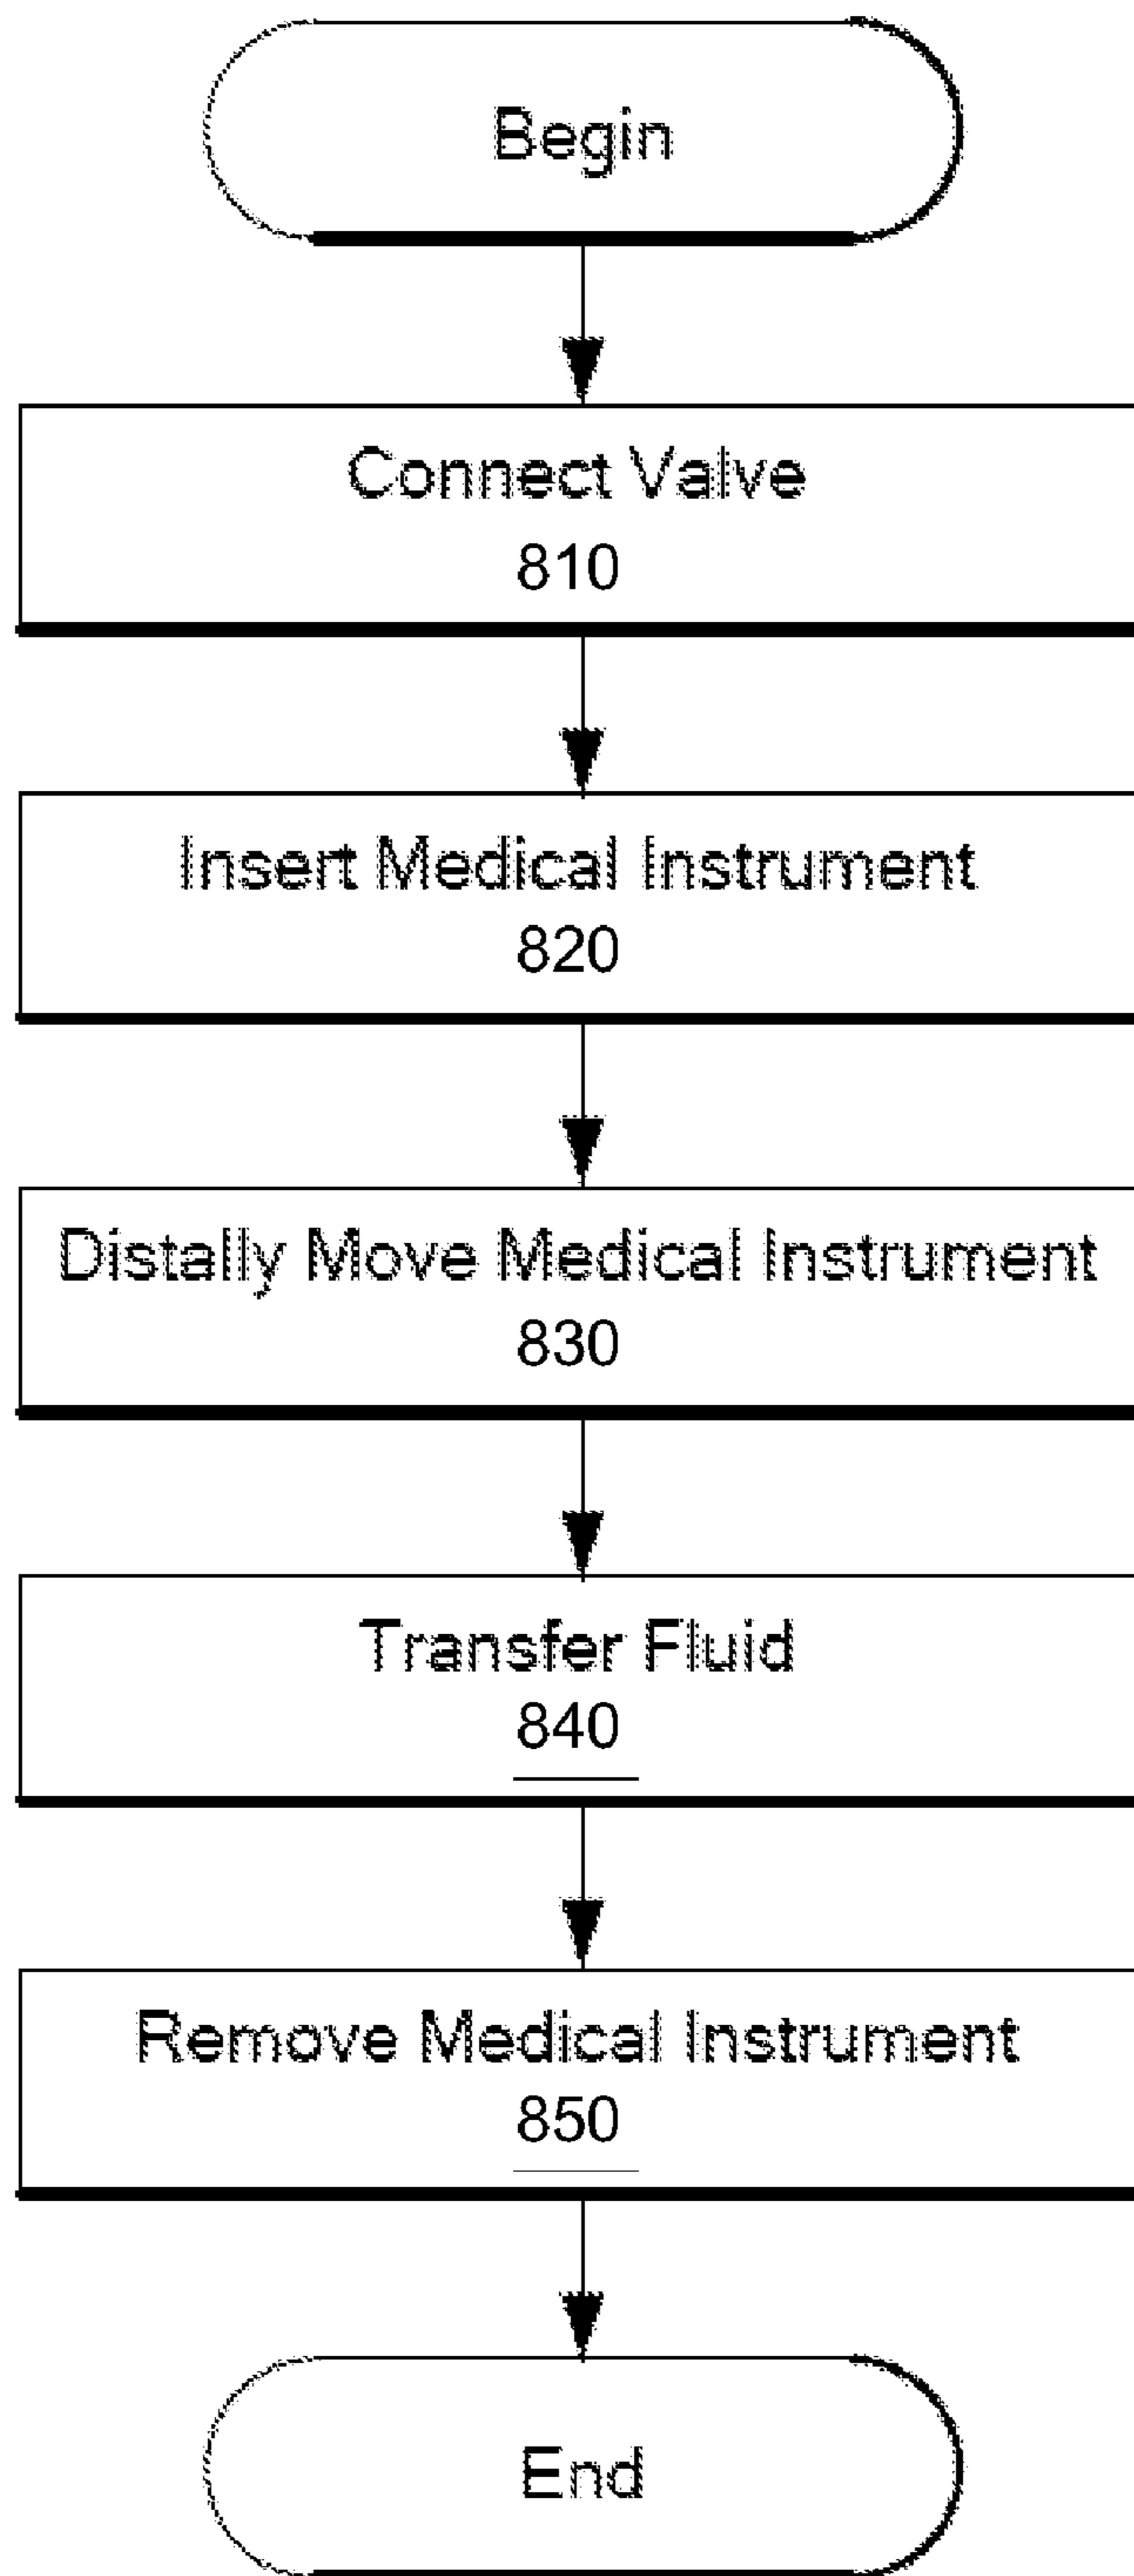 Begin
Connect Valve
810
Insert Medical Instrument
820
Distally Move Medical Instrument
830
Transfer Fluid
840
Remove Medical Instrument
850
End